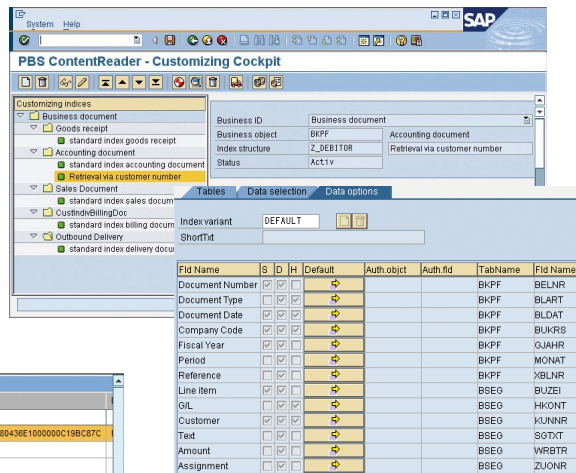 System Help
SAP
PBS ContentReader - Customizing Cockpit
Customizing indices
Business document
Goods receipt
standard index goods receipt
Accounting document
standard index accounting document
Retrieval via customer number
Sales Document
standard index sales docum
CustIndivBillingDoc
standard index billing docum
Outbound Delivery
standard index delivery docu
Business ID Business document
Business object BKPF Accounting document
Index structure Z_DEBITOR Retrieval via customer number
Status Activ
Tables Data selection Data options
Index variant DEFAULT
ShortTxt
Fld Name S D H Default Auth.objct Auth.fld TabName Fld Name
Document Number BKPF BELNR
Document Type BKPF BLART
Document Date BKPF BLDAT
Company Code BKPF BUKRS
Fiscal Year BKPF GJAHR
Period BKPF MONAT
Reference BKPF XBLNR
Line item BSEG BUZEI
G/L BSEG HKONT
Customer BSEG KUNNR
Text BSEG SGTXT
Amount BSEG WRBTR
Assignment BSEG ZUONR
80436E1000000C19BC87C